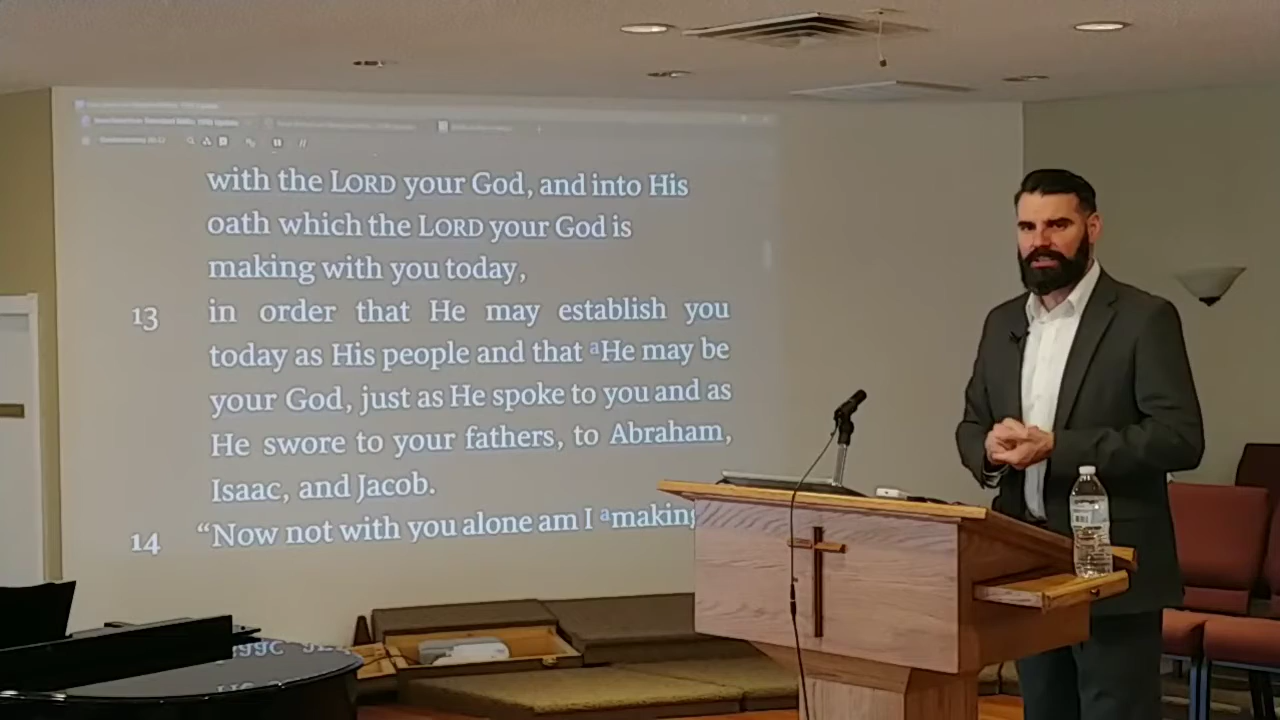 with the LORD your God, and into His
oath which the LORD your God is
making with you today,
13 in order that He may establish you
today as His people and that aHe may be
your God, just as He spoke to you and as
He swore to your fathers, to Abraham,
Isaac, and Jacob.
14 “Now not with you alone am I amaking